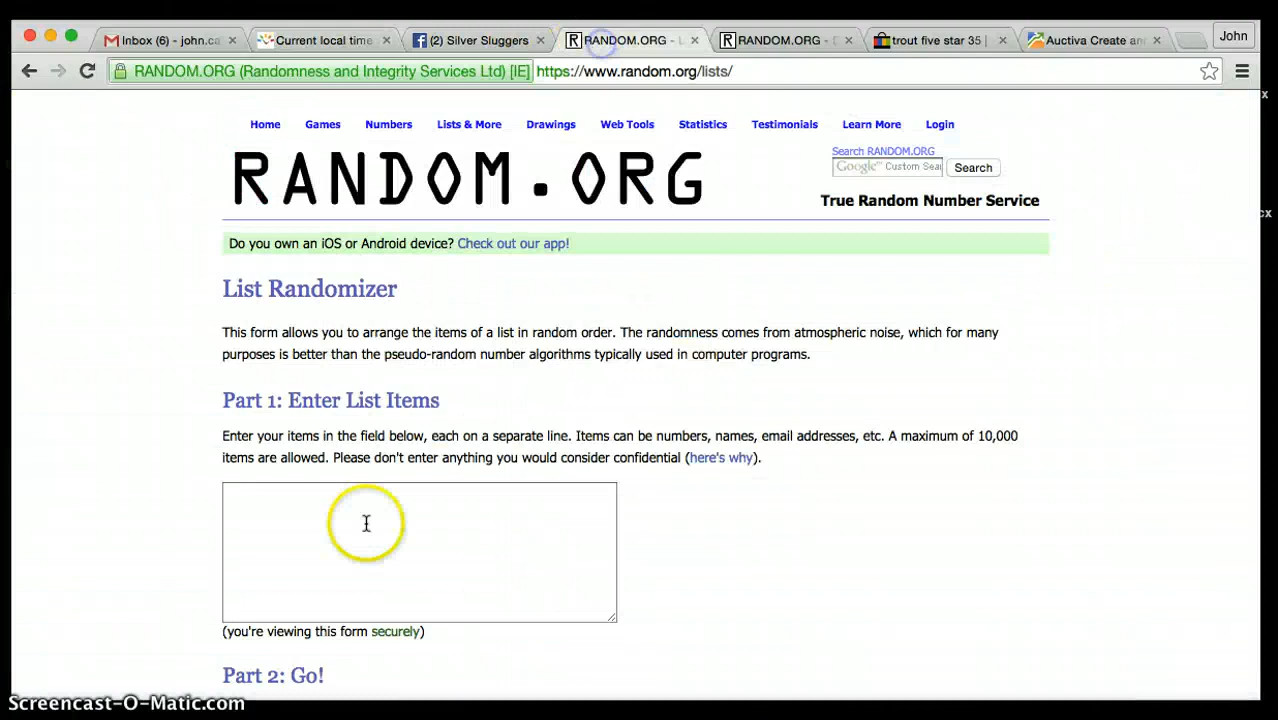 Inbox (6) - john.ca
Current local time
(2) Silver Sluggers
RANDOM.ORG - L
RANDOM.ORG - D
trout five star 35 |
Auctiva Create an
John
RANDOM.ORG (Randomness and Integrity Services Ltd) [IE] https://www.random.org/lists/
Home Games Numbers Lists & More Drawings Web Tools Statistics Testimonials Learn More Login
Search RANDOM.ORG
Google™ Custom Sear
Search
RANDOM.ORG
True Random Number Service
Do you own an iOS or Android device? Check out our app!
List Randomizer
This form allows you to arrange the items of a list in random order. The randomness comes from atmospheric noise, which for many
purposes is better than the pseudo-random number algorithms typically used in computer programs.
Part 1: Enter List Items
Enter your items in the field below, each on a separate line. Items can be numbers, names, email addresses, etc. A maximum of 10,000
items are allowed. Please don't enter anything you would consider confidential (here's why).
(you're viewing this form securely)
Part 2: Go!
Screencast-O-Matic.com